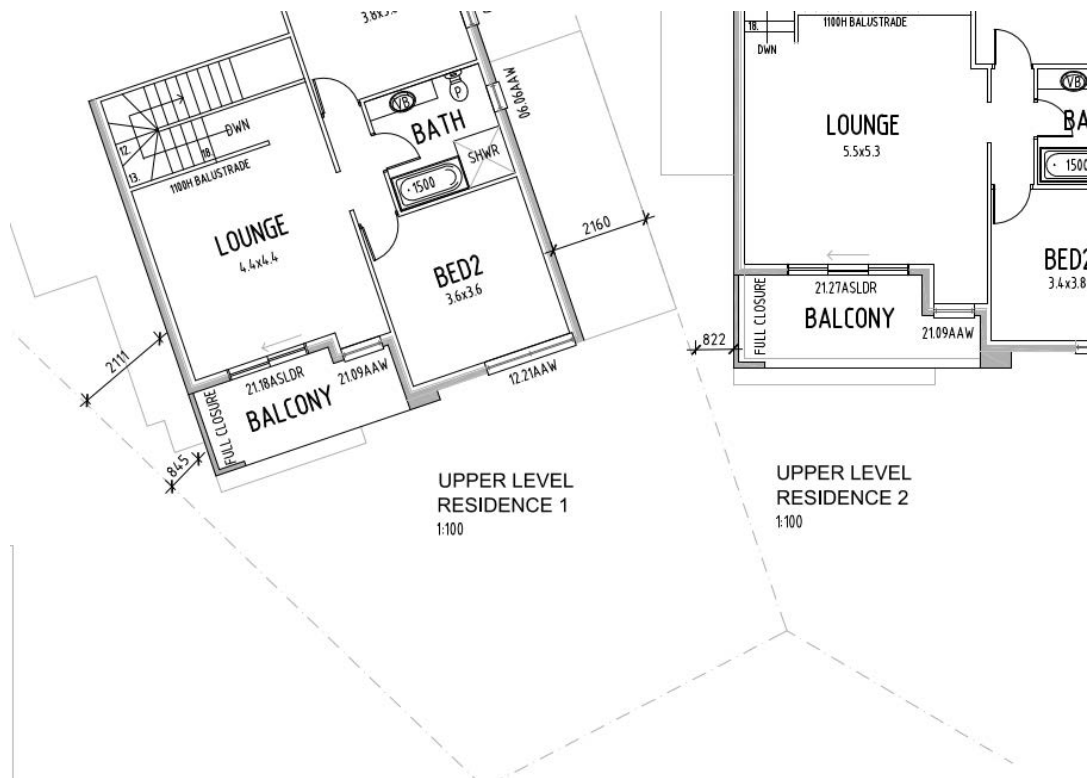 12.
13.
18.
DWN
1100H BALUSTRADE
LOUNGE
4.4x4.4
VB
P
BATH
SHWR
1500
0606AAW
BED2
3.6x3.6
2160
2111
845
21.18ASLDR
21.09AAW
12.21AAW
FULL CLOSURE
BALCONY
UPPER LEVEL
RESIDENCE 1
1:100
18.
DWN
1100H BALUSTRADE
LOUNGE
5.5x5.3
VB
BA
1500
BED2
3.4x3.8
21.27ASLDR
21.09AAW
FULL CLOSURE
BALCONY
822
UPPER LEVEL
RESIDENCE 2
1:100